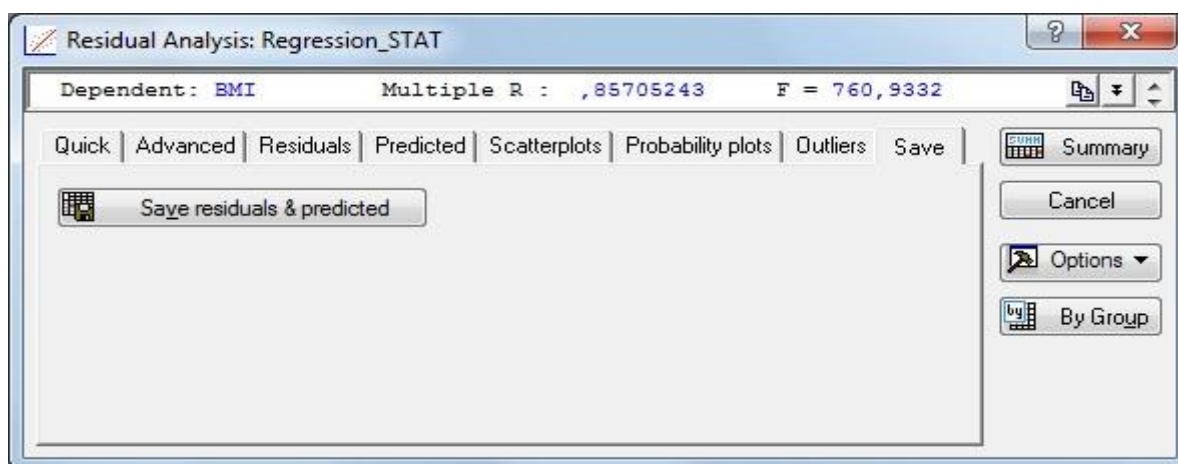 Residual Analysis: Regression_STAT
Dependent: BMI Multiple R : ,85705243 F = 760,9332
Quick Advanced Residuals Predicted Scatterplots Probability plots Outliers Save
Save residuals & predicted
Summary
Cancel
Options
By Group